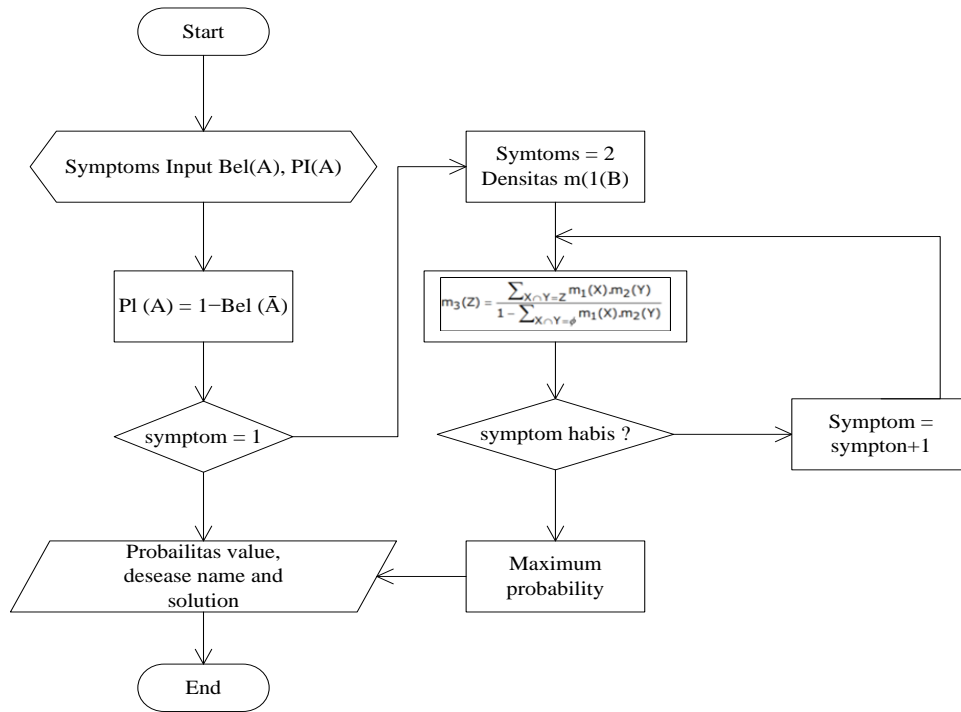 Start
Symptoms Input Bel(A), PI(A)
Pl (A) = 1−Bel (Ā)
symptom = 1
Probailitas value,
desease name and
solution
End
Symtoms = 2
Densitas m(1(B)
m₃(Z) = ∑X∩Y=Z m₁(X).m₂(Y) / 1 - ∑X∩Y=ϕ m₁(X).m₂(Y)
symptom habis ?
Symptom =
sympton+1
Maximum
probability